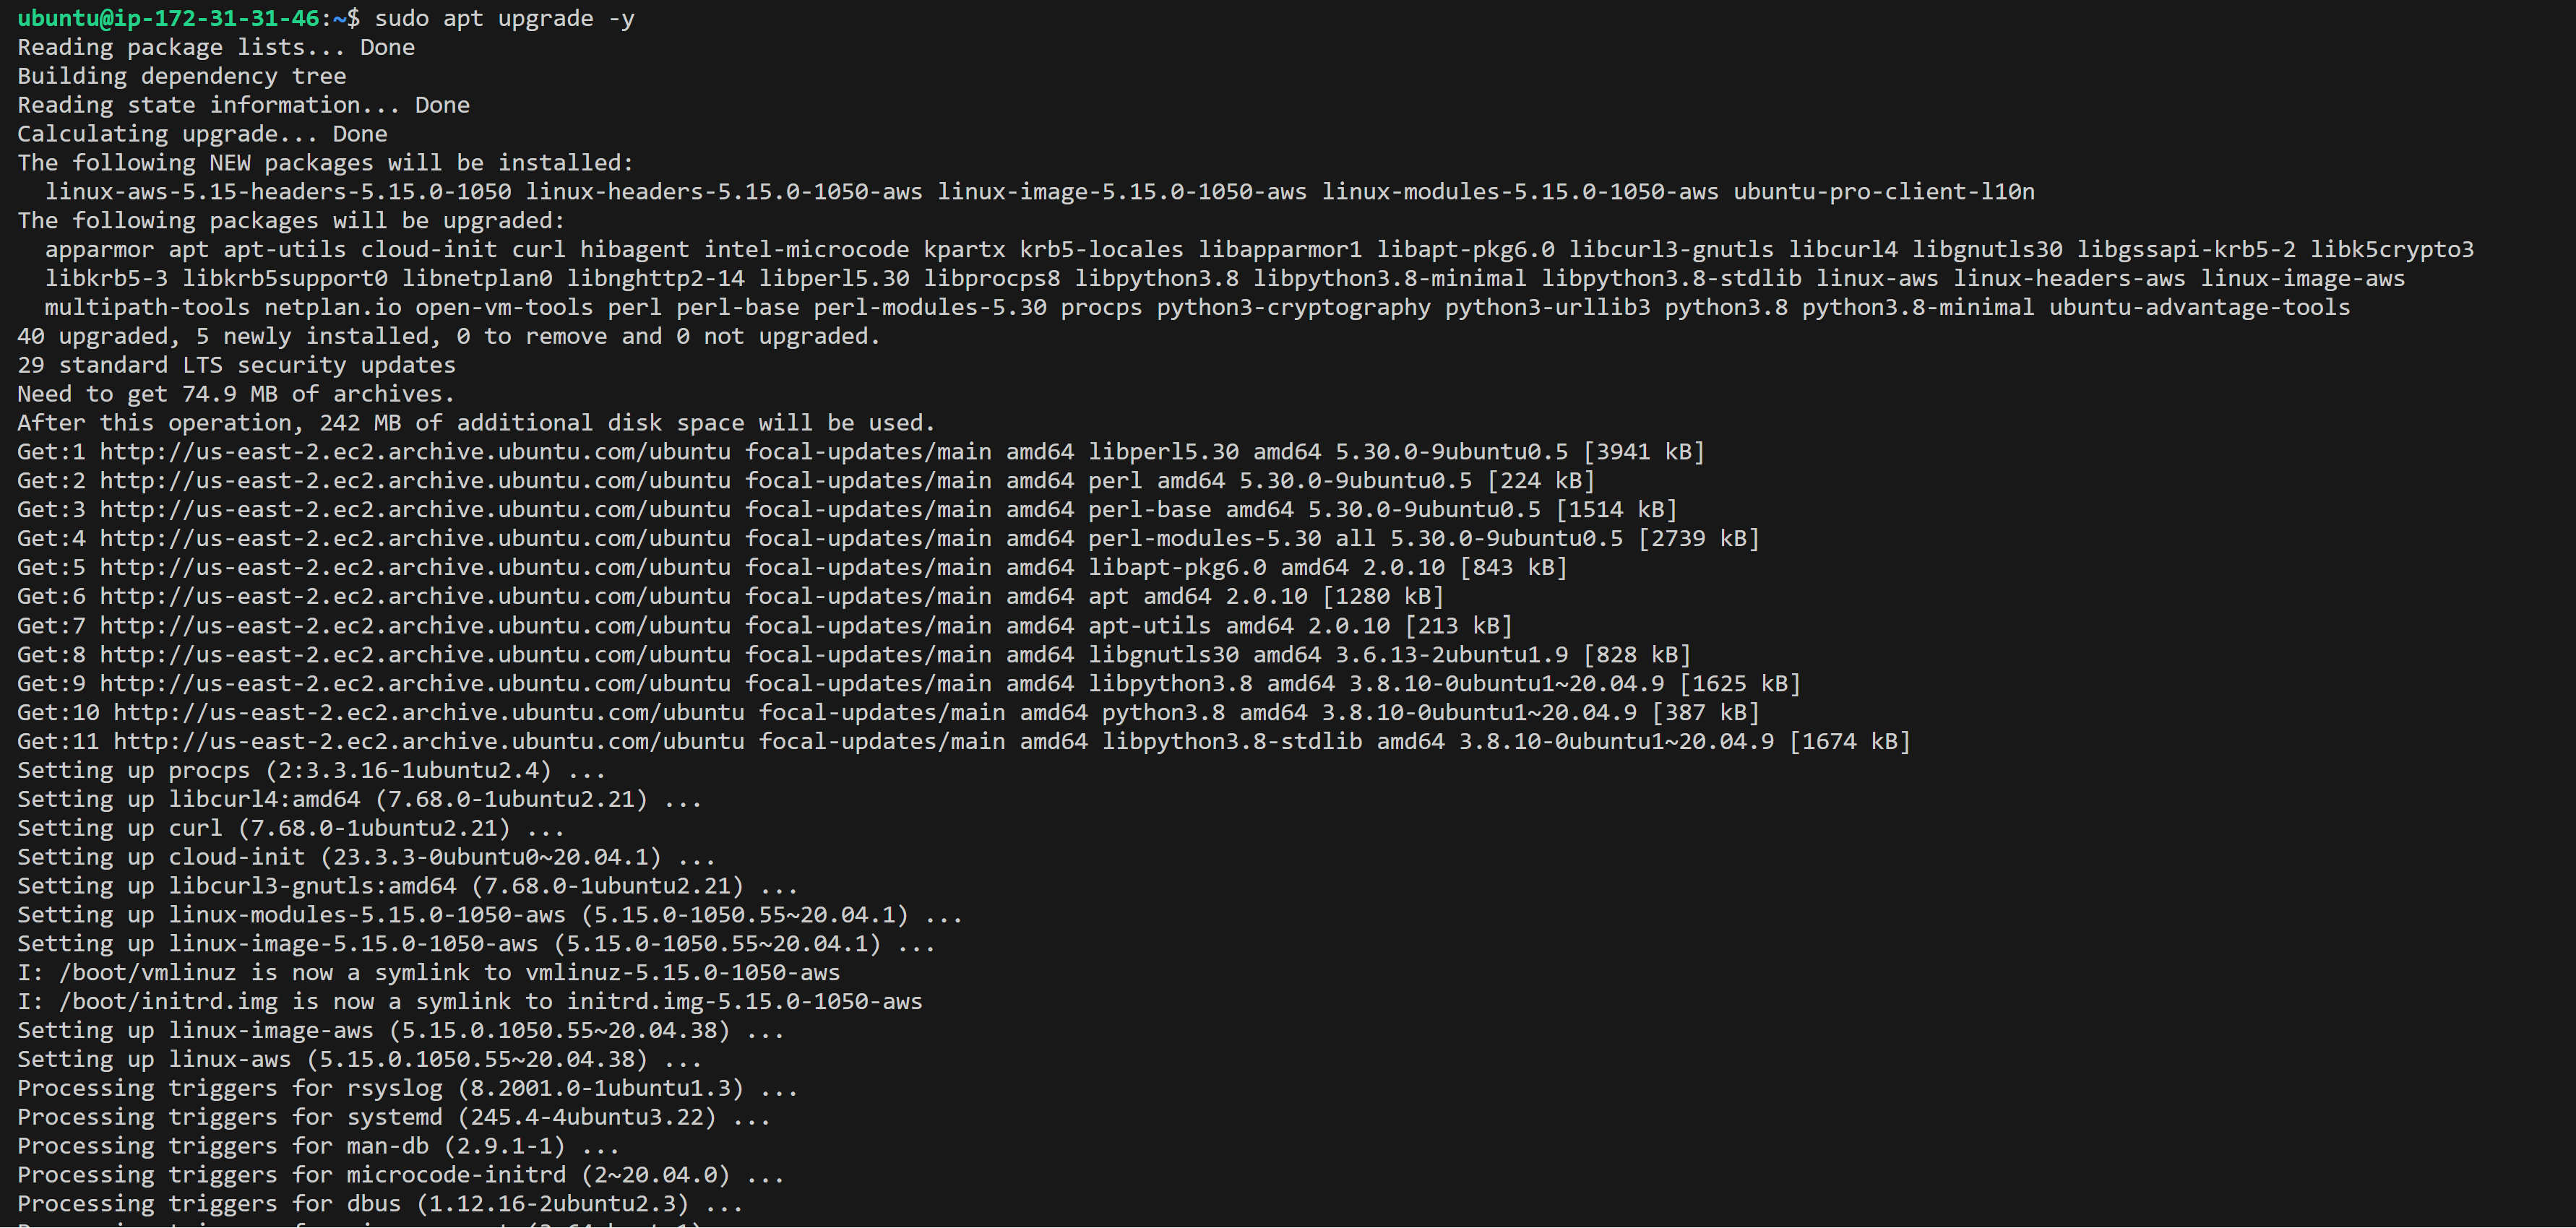 ubuntu@ip-172-31-31-46:~$ sudo apt upgrade -y
Reading package lists... Done
Building dependency tree
Reading state information... Done
Calculating upgrade... Done
The following NEW packages will be installed:
  linux-aws-5.15-headers-5.15.0-1050 linux-headers-5.15.0-1050-aws linux-image-5.15.0-1050-aws linux-modules-5.15.0-1050-aws ubuntu-pro-client-l10n
The following packages will be upgraded:
  apparmor apt apt-utils cloud-init curl hibagent intel-microcode kpartx krb5-locales libapparmor1 libapt-pkg6.0 libcurl3-gnutls libcurl4 libgnutls30 libgssapi-krb5-2 libk5crypto3
  libkrb5-3 libkrb5support0 libnetplan0 libnghttp2-14 libperl5.30 libprocps8 libpython3.8 libpython3.8-minimal libpython3.8-stdlib linux-aws linux-headers-aws linux-image-aws
  multipath-tools netplan.io open-vm-tools perl perl-base perl-modules-5.30 procps python3-cryptography python3-urllib3 python3.8 python3.8-minimal ubuntu-advantage-tools
40 upgraded, 5 newly installed, 0 to remove and 0 not upgraded.
29 standard LTS security updates
Need to get 74.9 MB of archives.
After this operation, 242 MB of additional disk space will be used.
Get:1 http://us-east-2.ec2.archive.ubuntu.com/ubuntu focal-updates/main amd64 libperl5.30 amd64 5.30.0-9ubuntu0.5 [3941 kB]
Get:2 http://us-east-2.ec2.archive.ubuntu.com/ubuntu focal-updates/main amd64 perl amd64 5.30.0-9ubuntu0.5 [224 kB]
Get:3 http://us-east-2.ec2.archive.ubuntu.com/ubuntu focal-updates/main amd64 perl-base amd64 5.30.0-9ubuntu0.5 [1514 kB]
Get:4 http://us-east-2.ec2.archive.ubuntu.com/ubuntu focal-updates/main amd64 perl-modules-5.30 all 5.30.0-9ubuntu0.5 [2739 kB]
Get:5 http://us-east-2.ec2.archive.ubuntu.com/ubuntu focal-updates/main amd64 libapt-pkg6.0 amd64 2.0.10 [843 kB]
Get:6 http://us-east-2.ec2.archive.ubuntu.com/ubuntu focal-updates/main amd64 apt amd64 2.0.10 [1280 kB]
Get:7 http://us-east-2.ec2.archive.ubuntu.com/ubuntu focal-updates/main amd64 apt-utils amd64 2.0.10 [213 kB]
Get:8 http://us-east-2.ec2.archive.ubuntu.com/ubuntu focal-updates/main amd64 libgnutls30 amd64 3.6.13-2ubuntu1.9 [828 kB]
Get:9 http://us-east-2.ec2.archive.ubuntu.com/ubuntu focal-updates/main amd64 libpython3.8 amd64 3.8.10-0ubuntu1~20.04.9 [1625 kB]
Get:10 http://us-east-2.ec2.archive.ubuntu.com/ubuntu focal-updates/main amd64 python3.8 amd64 3.8.10-0ubuntu1~20.04.9 [387 kB]
Get:11 http://us-east-2.ec2.archive.ubuntu.com/ubuntu focal-updates/main amd64 libpython3.8-stdlib amd64 3.8.10-0ubuntu1~20.04.9 [1674 kB]
Setting up procps (2:3.3.16-1ubuntu2.4) ...
Setting up libcurl4:amd64 (7.68.0-1ubuntu2.21) ...
Setting up curl (7.68.0-1ubuntu2.21) ...
Setting up cloud-init (23.3.3-0ubuntu0~20.04.1) ...
Setting up libcurl3-gnutls:amd64 (7.68.0-1ubuntu2.21) ...
Setting up linux-modules-5.15.0-1050-aws (5.15.0-1050.55~20.04.1) ...
Setting up linux-image-5.15.0-1050-aws (5.15.0-1050.55~20.04.1) ...
I: /boot/vmlinuz is now a symlink to vmlinuz-5.15.0-1050-aws
I: /boot/initrd.img is now a symlink to initrd.img-5.15.0-1050-aws
Setting up linux-image-aws (5.15.0.1050.55~20.04.38) ...
Setting up linux-aws (5.15.0.1050.55~20.04.38) ...
Processing triggers for rsyslog (8.2001.0-1ubuntu1.3) ...
Processing triggers for systemd (245.4-4ubuntu3.22) ...
Processing triggers for man-db (2.9.1-1) ...
Processing triggers for microcode-initrd (2~20.04.0) ...
Processing triggers for dbus (1.12.16-2ubuntu2.3) ...